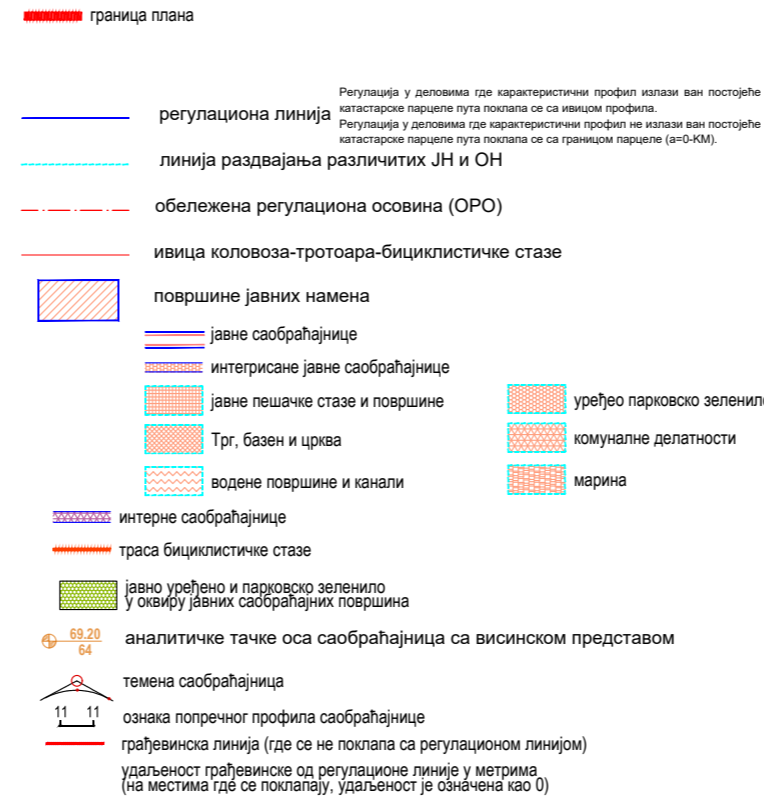 граница плана
Регулација у деловима где карактеристични профил излази ван постојеће
катастарске парцеле пута поклапа се са ивицом профила.
регулациона линија
Регулација у деловима где карактеристични профил не излази ван постојеће
катастарске парцеле пута поклапа се са границом парцеле (а=0-КМ).
линија раздвајања различитих ЈН и ОН
обележена регулациона осовина (ОРО)
ивица коловоза-тротоара-бициклистичке стазе
површине јавних намена
јавне саобраћајнице
интегрисане јавне саобраћајнице
јавне пешачке стазе и површине
уређео парковско зеленило
Трг, базен и црква
комуналне делатности
водене површине и канали
марина
интерне саобраћајнице
траса бициклистичке стазе
јавно уређено и парковско зеленило
у оквиру јавних саобраћајних површина
69.20
64
аналитичке тачке оса саобраћајница са висинском представом
темена саобраћајница
11 11
ознака попречног профила саобраћајнице
грађевинска линија (где се не поклапа са регулационом линијом)
удаљеност грађевинске од регулационе линије у метрима
(на местима где се поклапају, удаљеност је означена као 0)